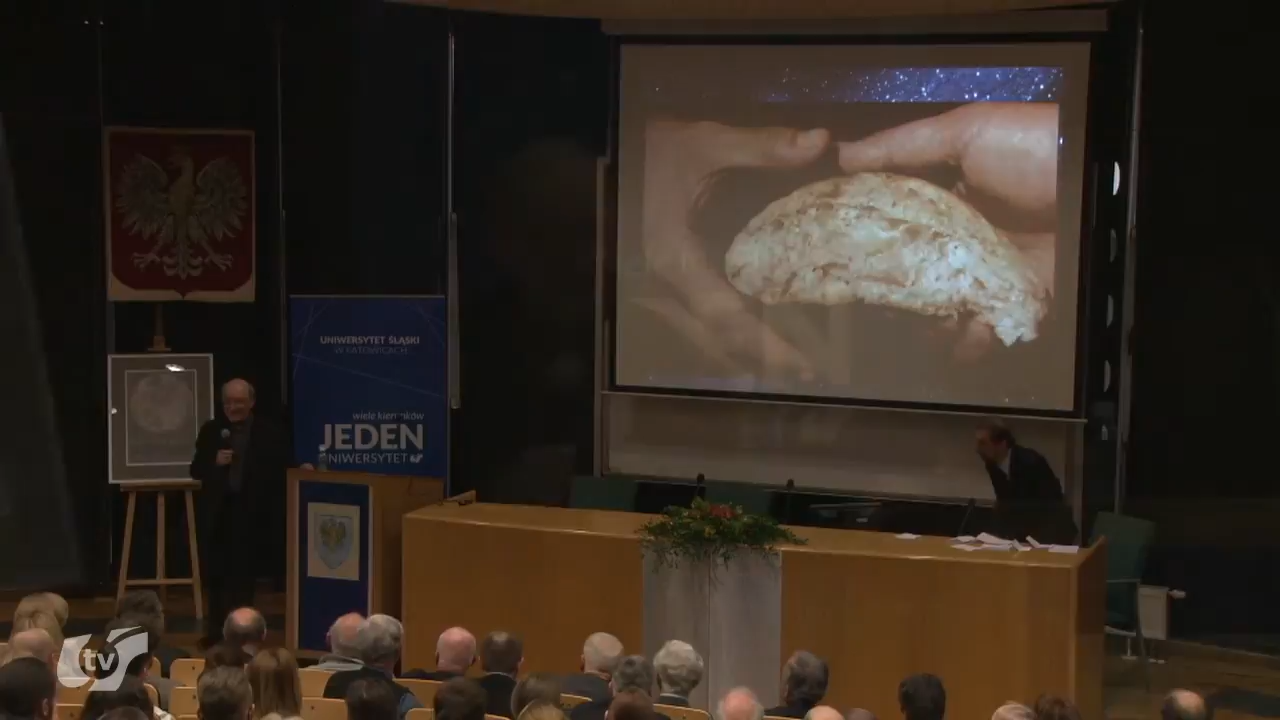 UNIWERSYTET ŚLĄSKI
W KATOWICACH
wiele kierunków
JEDEN
UNIWERSYTET
tv